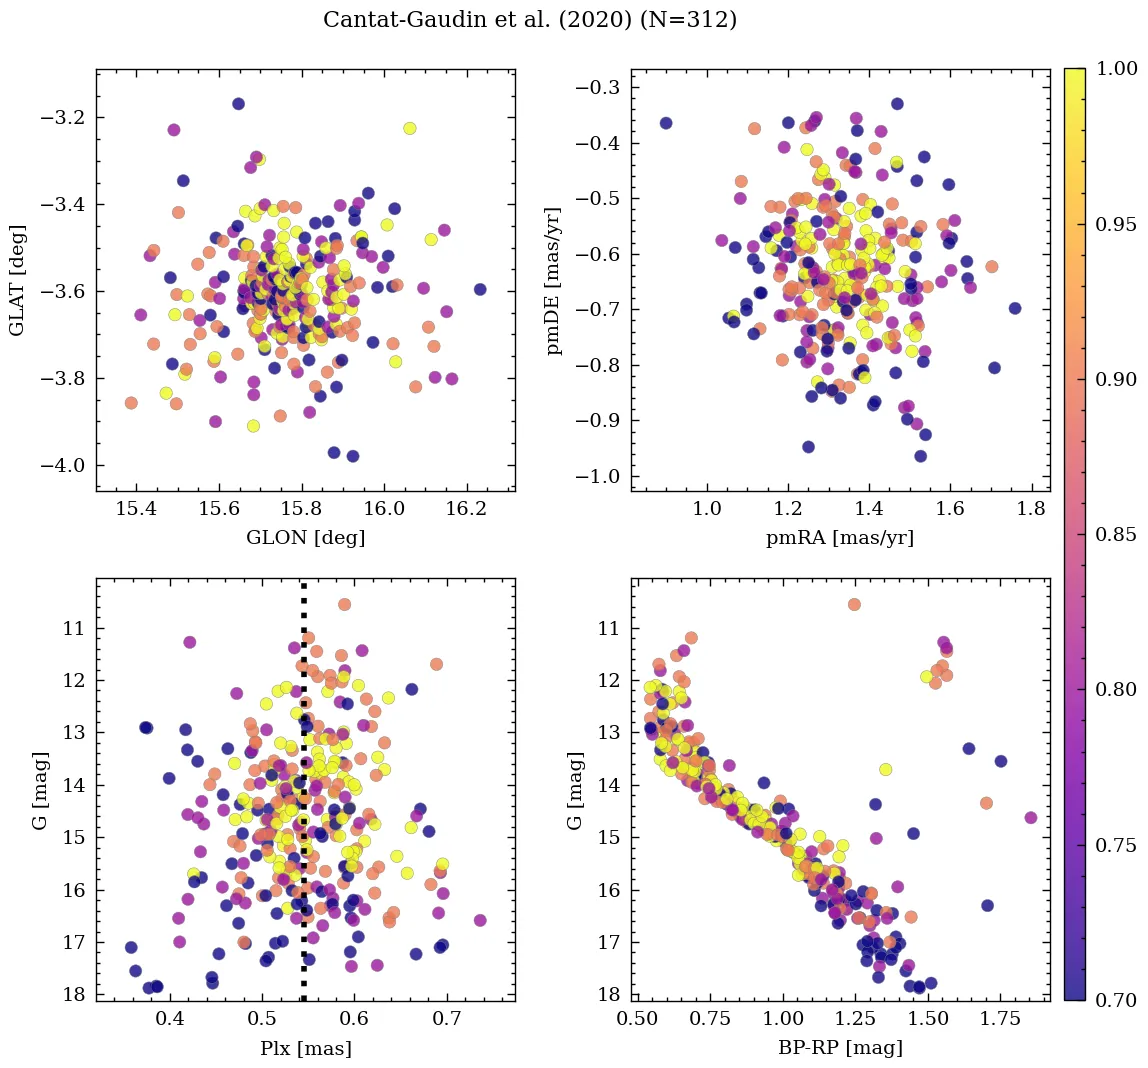 Cantat-Gaudin et al. (2020) (N=312)
−3.2
−3.4
−3.6
−3.8
−4.0
GLAT [deg]
15.4 15.6 15.8 16.0 16.2
GLON [deg]
−0.3
−0.4
−0.5
−0.6
−0.7
−0.8
−0.9
−1.0
pmDE [mas/yr]
1.0 1.2 1.4 1.6 1.8
pmRA [mas/yr]
1.00
0.95
0.90
0.85
0.80
0.75
0.70
11
12
13
14
15
16
17
18
G [mag]
0.4 0.5 0.6 0.7
Plx [mas]
11
12
13
14
15
16
17
18
G [mag]
0.50 0.75 1.00 1.25 1.50 1.75
BP-RP [mag]